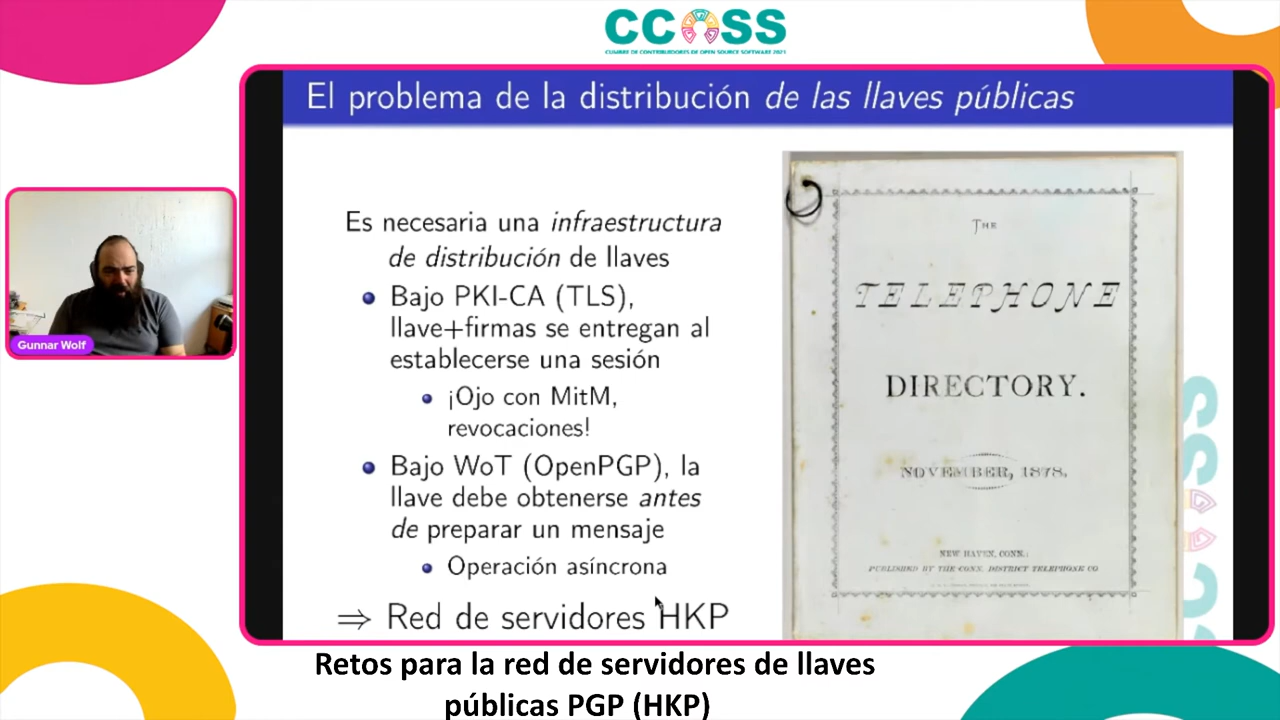 CCOSS
CUMBRE DE CONTRIBUIDORES DE OPEN SOURCE SOFTWARE 2021
El problema de la distribución de las llaves públicas
Es necesaria una infraestructura
de distribución de llaves
Bajo PKI-CA (TLS),
llave+firmas se entregan al
establecerse una sesión
¡Ojo con MitM,
revocaciones!
Bajo WoT (OpenPGP), la
llave debe obtenerse antes
de preparar un mensaje
Operación asíncrona
⇒ Red de servidores HKP
THE
TELEPHONE
DIRECTORY.
NOVEMBER, 1878.
NEW HAVEN, CONN.:
PUBLISHED BY THE CONN. DISTRICT TELEPHONE CO
Gunnar Wolf
Retos para la red de servidores de llaves
públicas PGP (HKP)